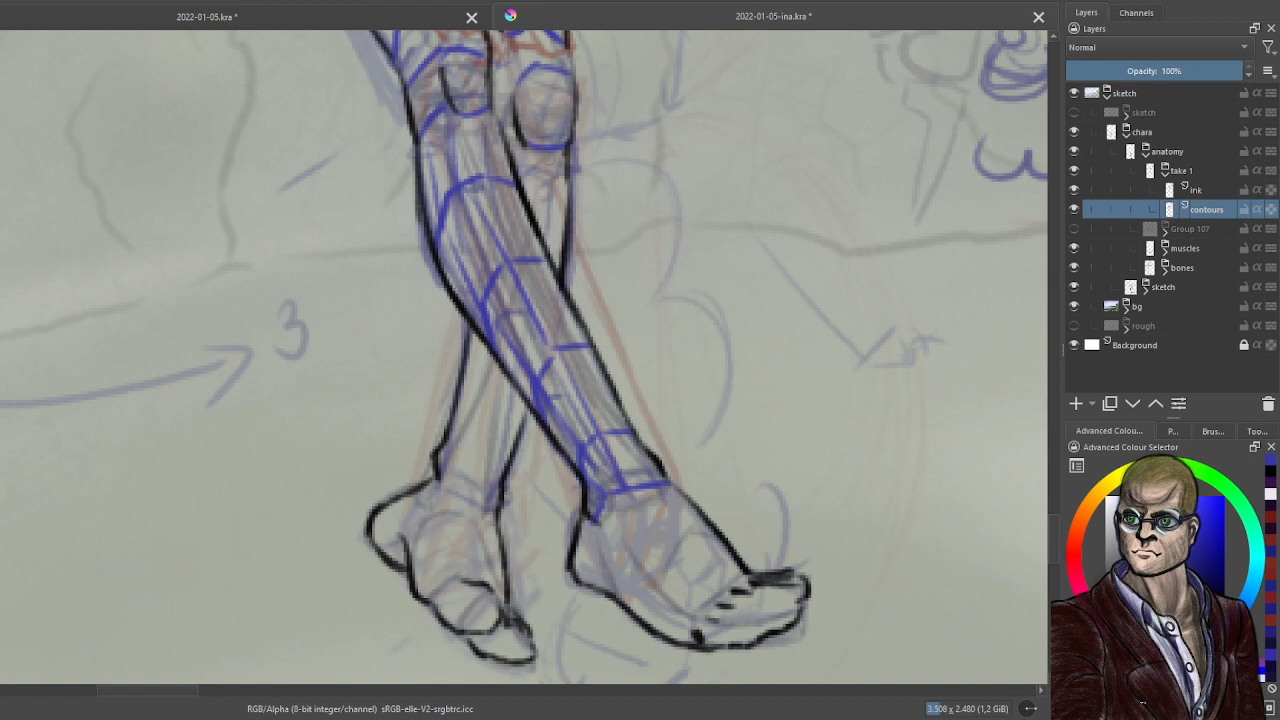 2022-01-05.kra *
2022-01-05-ina.kra *
Layers
Channels
Layers
Normal
Opacity: 100%
sketch
sketch
chara
anatomy
take 1
ink
contours
Group 107
muscles
bones
sketch
bg
rough
Background
Advanced Colou...
P...
Brus...
Too...
Advanced Colour Selector
3
RGB/Alpha (8-bit integer/channel) sRGB-elle-V2-srgbtrc.icc
3.508 x 2.480 (1,2 GiB)